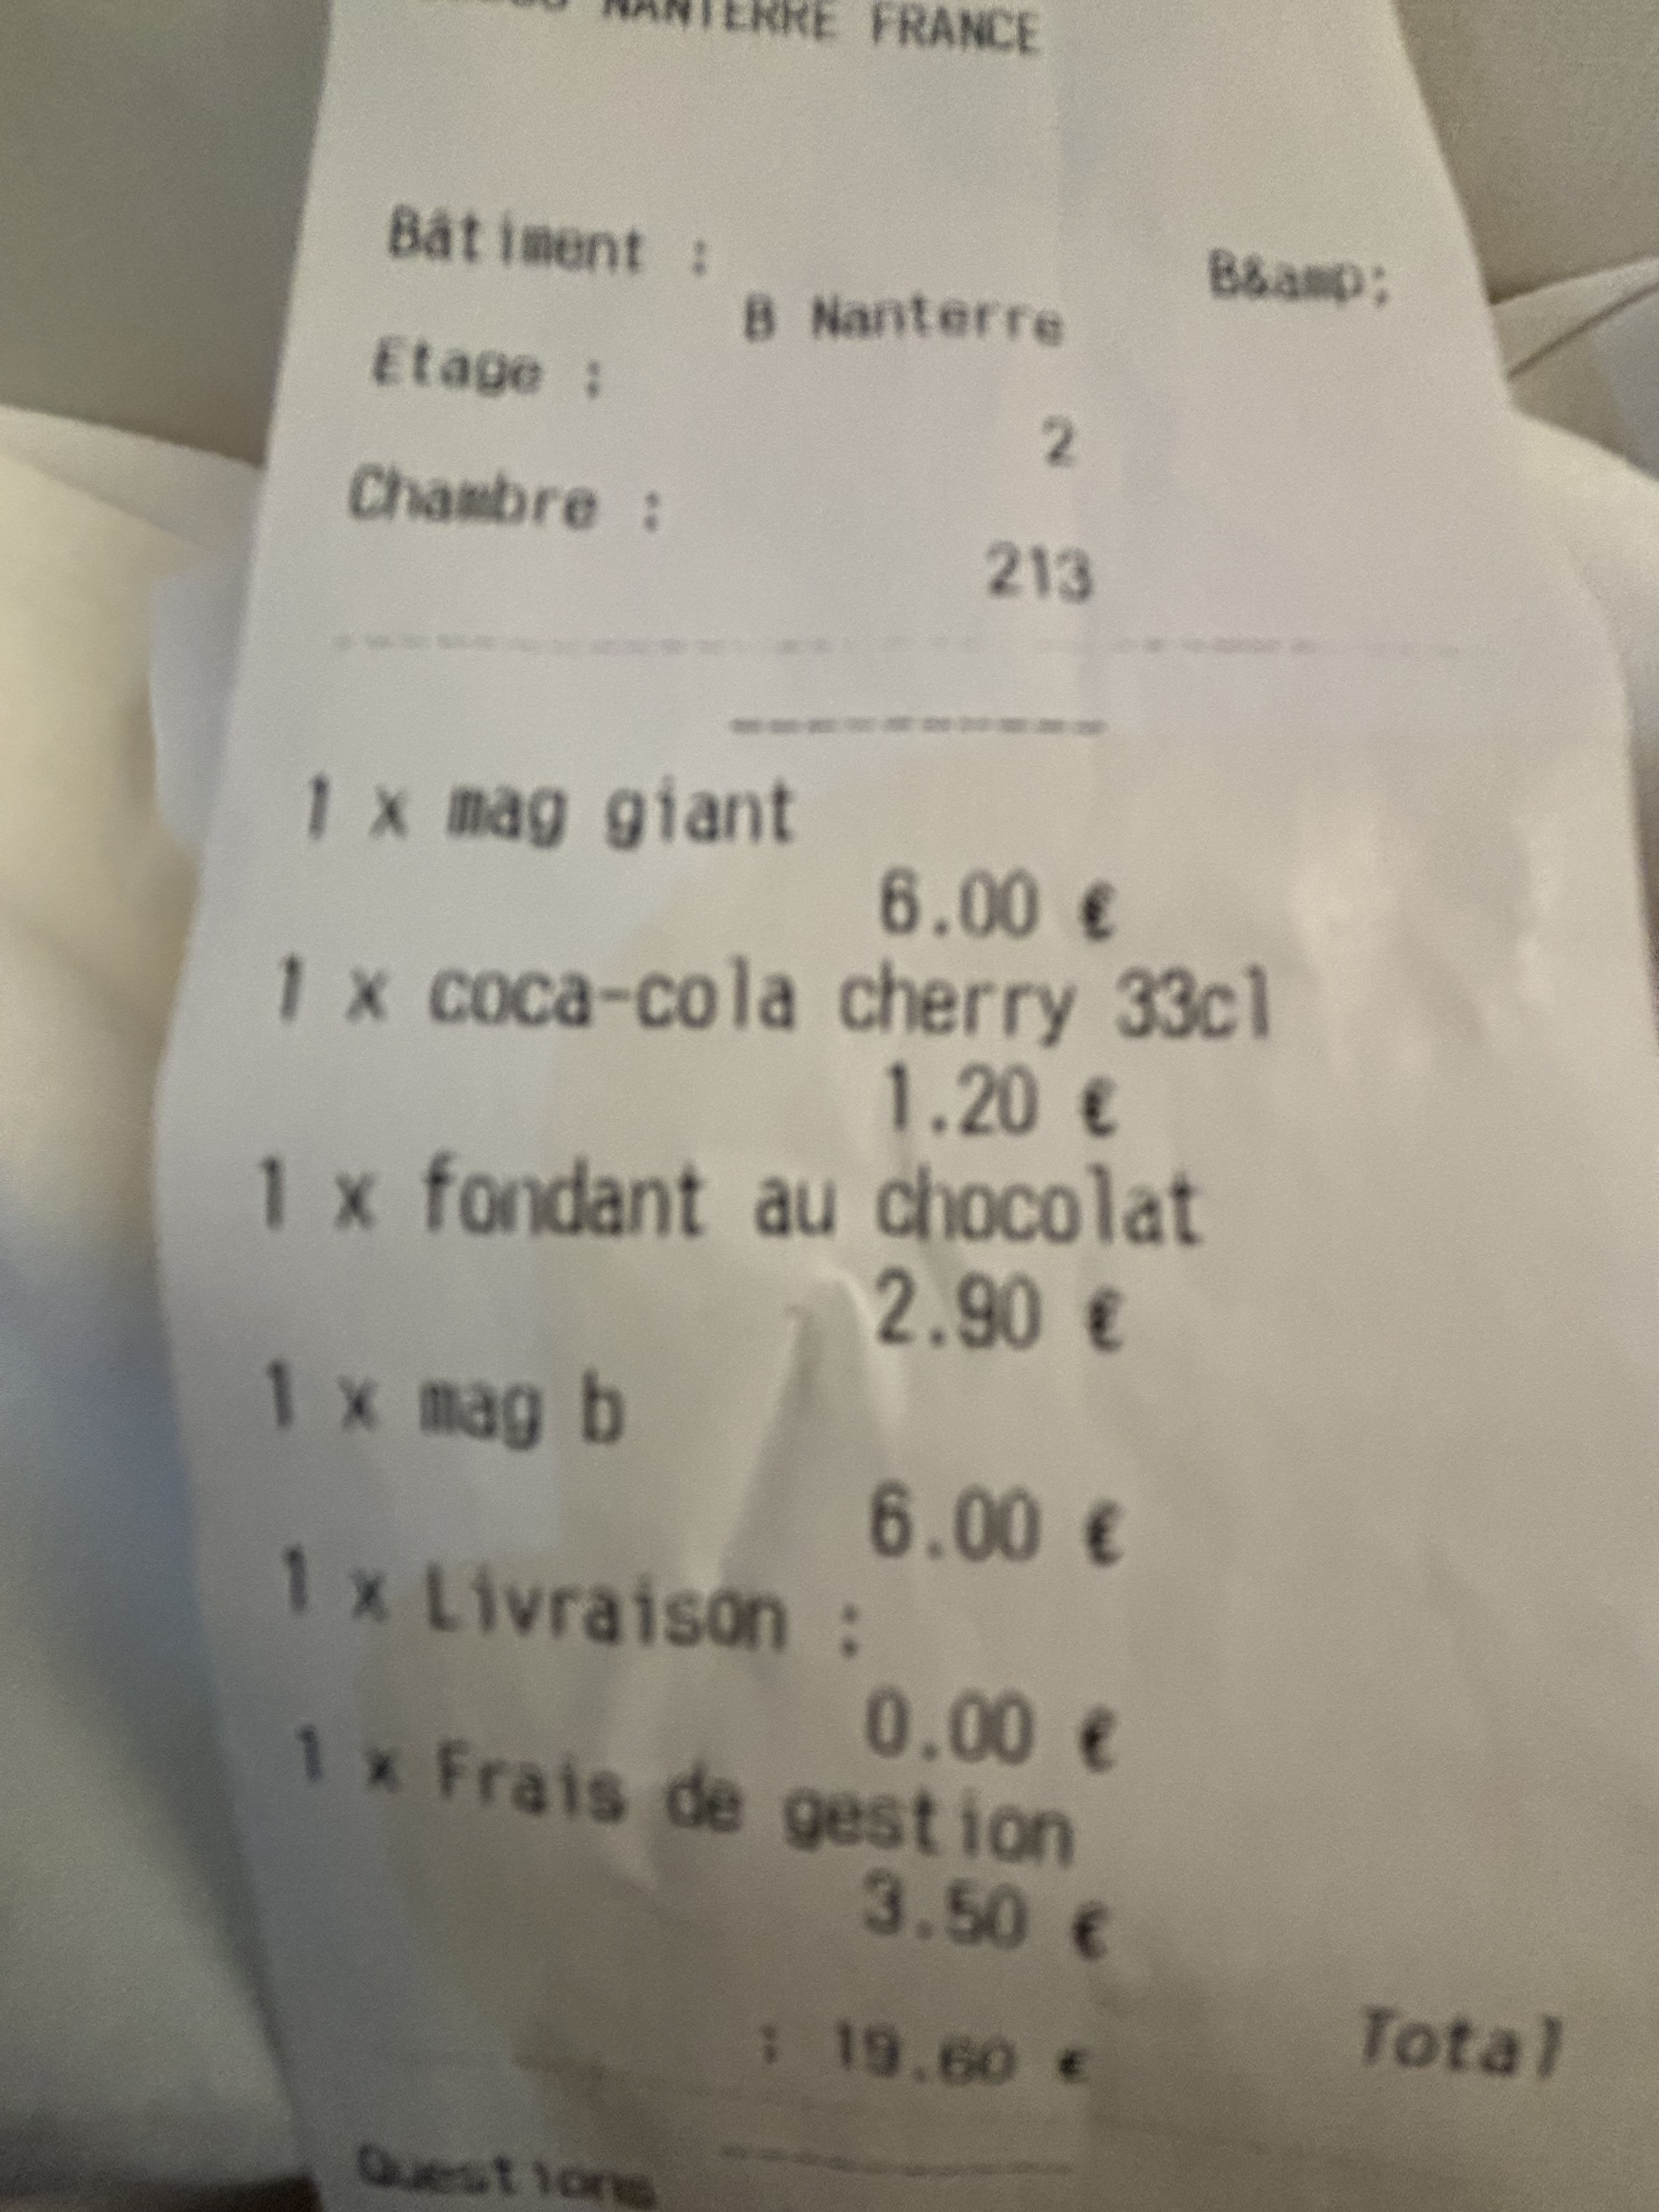 NANTERRE FRANCE
Bâtiment :
B&amp;amp;
B Nanterre
Etage :
2
Chambre :
213
1 x mag giant
6.00 €
1 x coca-cola cherry 33cl
1.20 €
1 x fondant au chocolat
2.90 €
1 x mag b
6.00 €
1 x Livraison :
0.00 €
1 x Frais de gestion
3.50 €
Total
: 19.60 €
Questions